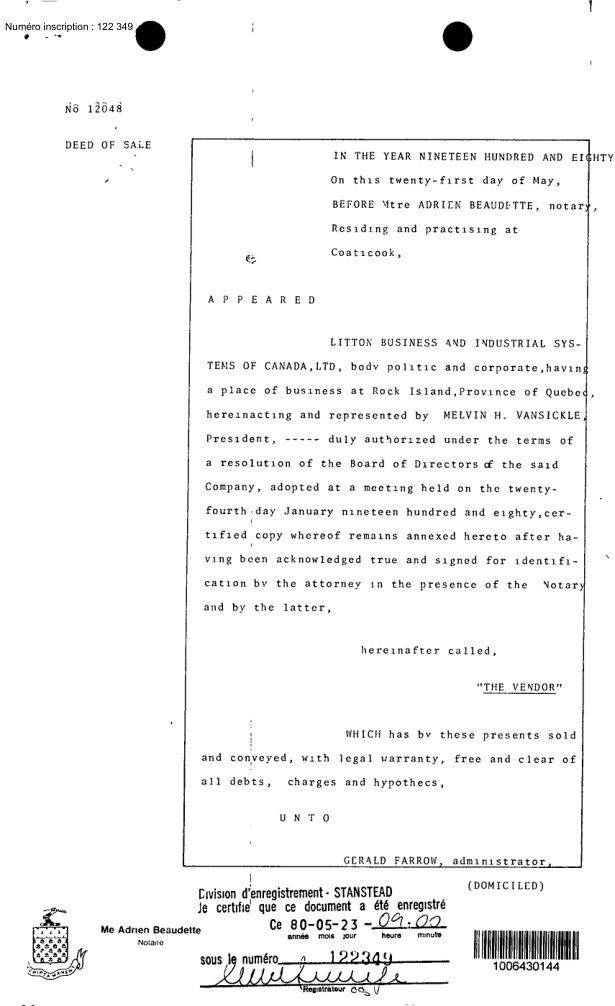 Numéro inscription : 122 349
No 12048
DEED OF SALE
IN THE YEAR NINETEEN HUNDRED AND EIGHTY
On this twenty-first day of May,
BEFORE Mtre ADRIEN BEAUDETTE, notary,
Residing and practising at
Coaticook,
A P P E A R E D
LITTON BUSINESS AND INDUSTRIAL SYS-
TEMS OF CANADA,LTD, body politic and corporate,having
a place of business at Rock Island,Province of Quebec,
hereinacting and represented by MELVIN H. VANSICKLE,
President, ----- duly authorized under the terms of
a resolution of the Board of Directors of the said
Company, adopted at a meeting held on the twenty-
fourth day January nineteen hundred and eighty,cer-
tified copy whereof remains annexed hereto after ha-
ving been acknowledged true and signed for identifi-
cation by the attorney in the presence of the Notary
and by the latter,
hereinafter called,
"THE VENDOR"
WHICH has by these presents sold
and conveyed, with legal warranty, free and clear of
all debts, charges and hypothecs,
U N T O
GERALD FARROW, administrator,
(DOMICILED)
Division d'enregistrement - STANSTEAD
Je certifie que ce document a été enregistré
Ce 80-05-23 - 09:00
année mois jour heure minute
Me Adrien Beaudette
Notaire
sous le numéro 122349
Registrateur
1006430144